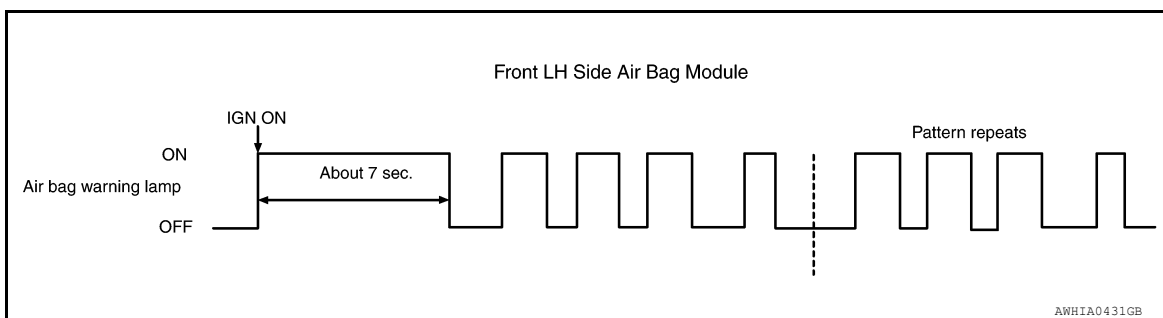 Front LH Side Air Bag Module
IGN ON
Pattern repeats
ON
About 7 sec.
Air bag warning lamp
OFF
AWHIA0431GB